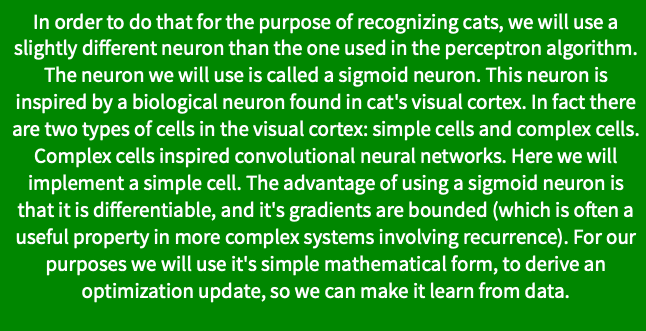 In order to do that for the purpose of recognizing cats, we will use a
slightly different neuron than the one used in the perceptron algorithm.
The neuron we will use is called a sigmoid neuron. This neuron is
inspired by a biological neuron found in cat's visual cortex. In fact there
are two types of cells in the visual cortex: simple cells and complex cells.
Complex cells inspired convolutional neural networks. Here we will
implement a simple cell. The advantage of using a sigmoid neuron is
that it is differentiable, and it's gradients are bounded (which is often a
useful property in more complex systems involving recurrence). For our
purposes we will use it's simple mathematical form, to derive an
optimization update, so we can make it learn from data.